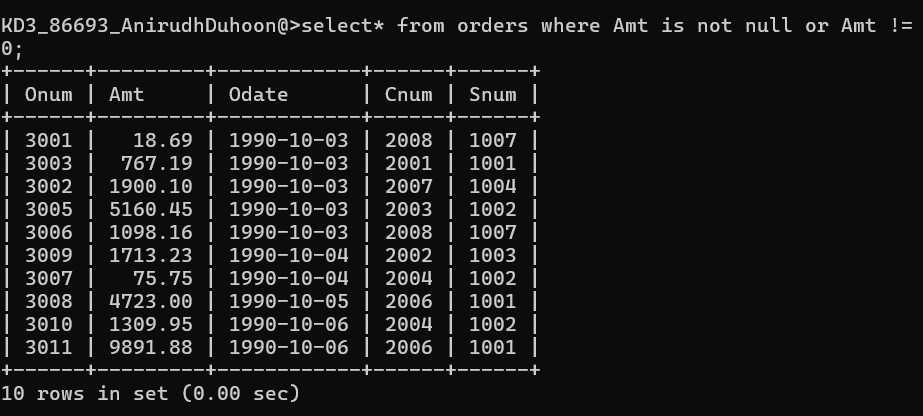 KD3_86693_AnirudhDuhoon@>select* from orders where Amt is not null or Amt !=
0;
+------+---------+------------+------+------+
| Onum | Amt     | Odate      | Cnum | Snum |
+------+---------+------------+------+------+
| 3001 |   18.69 | 1990-10-03 | 2008 | 1007 |
| 3003 |  767.19 | 1990-10-03 | 2001 | 1001 |
| 3002 | 1900.10 | 1990-10-03 | 2007 | 1004 |
| 3005 | 5160.45 | 1990-10-03 | 2003 | 1002 |
| 3006 | 1098.16 | 1990-10-03 | 2008 | 1007 |
| 3009 | 1713.23 | 1990-10-04 | 2002 | 1003 |
| 3007 |   75.75 | 1990-10-04 | 2004 | 1002 |
| 3008 | 4723.00 | 1990-10-05 | 2006 | 1001 |
| 3010 | 1309.95 | 1990-10-06 | 2004 | 1002 |
| 3011 | 9891.88 | 1990-10-06 | 2006 | 1001 |
+------+---------+------------+------+------+
10 rows in set (0.00 sec)